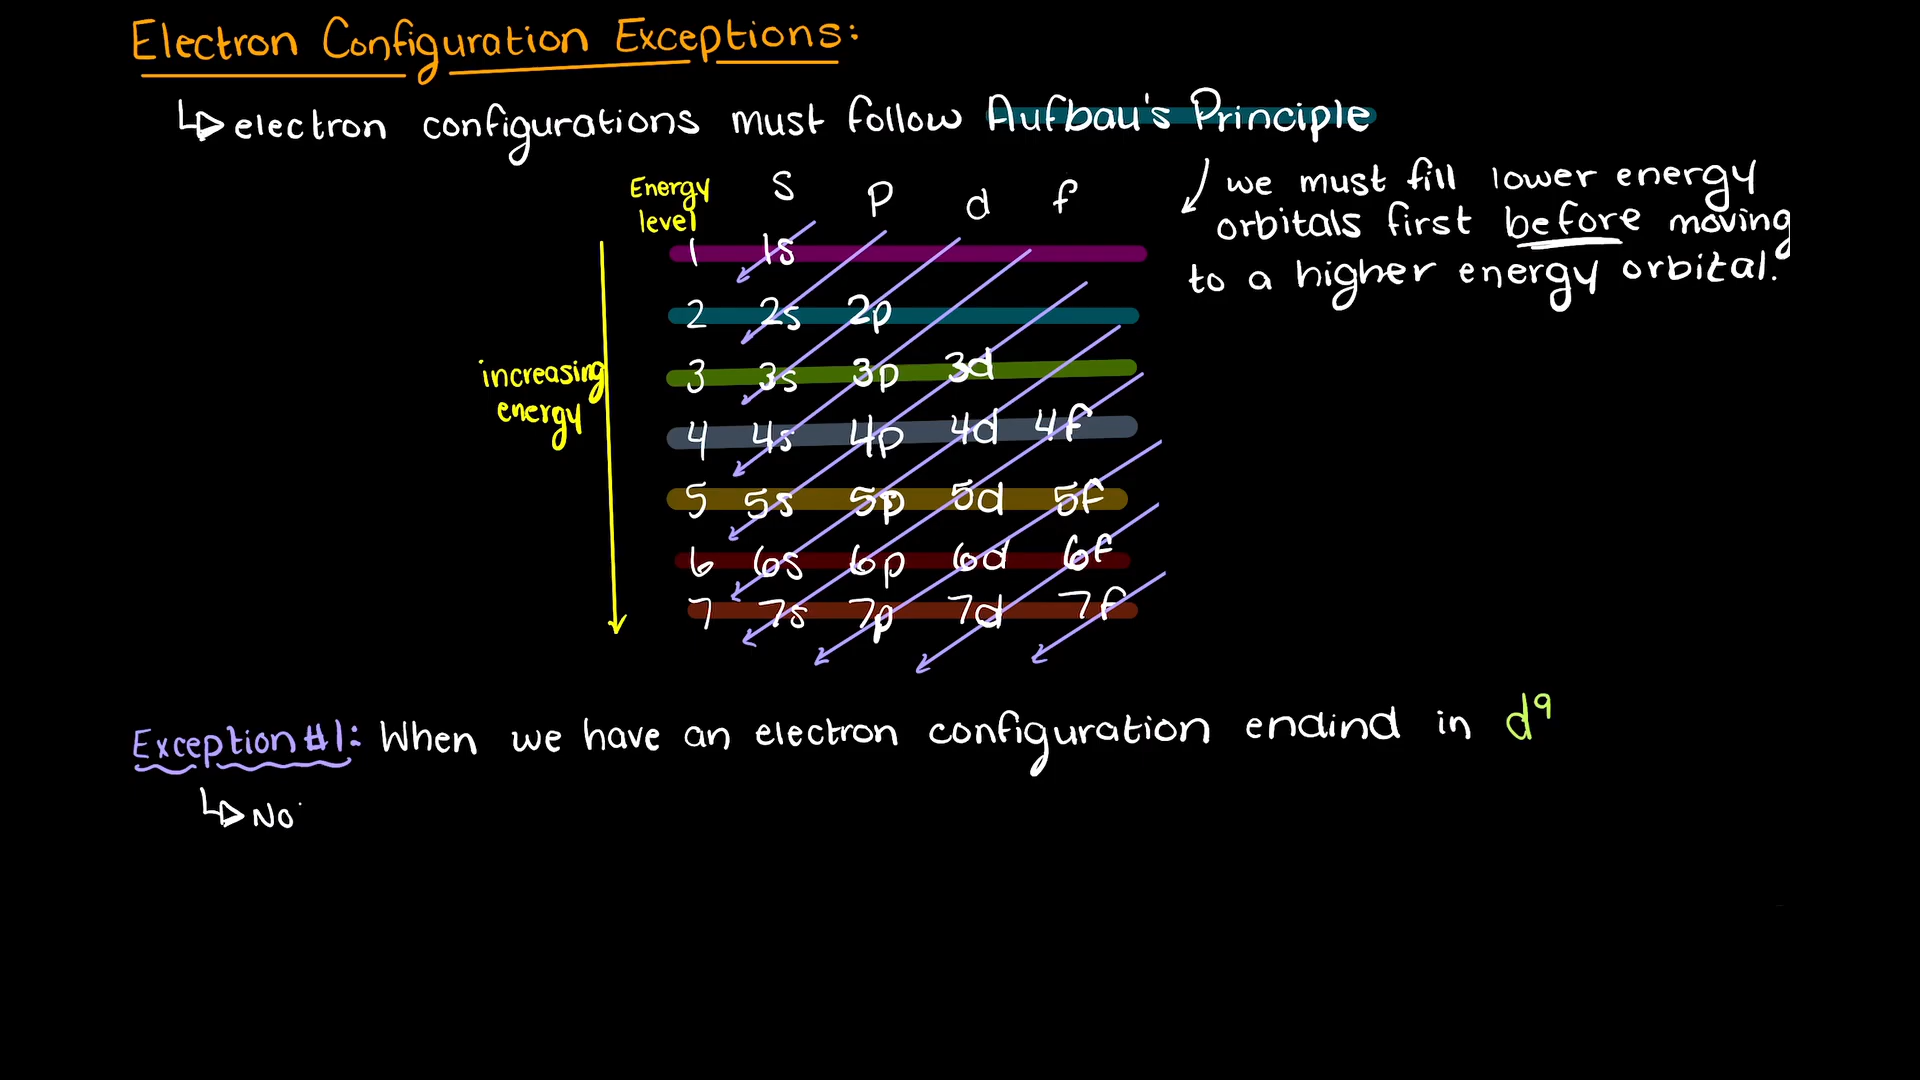 Electron Configuration Exceptions:
electron configurations must follow Aufbau's Principle
we must fill lower energy
orbitals first before moving
to a higher energy orbital.
Energy level s p d f
1 1s
2 2s 2p
3 3s 3p 3d
4 4s 4p 4d 4f
5 5s 5p 5d 5f
6 6s 6p 6d 6f
7 7s 7p 7d 7f
increasing
energy
Exception #1: When we have an electron configuration endind in d⁹
No